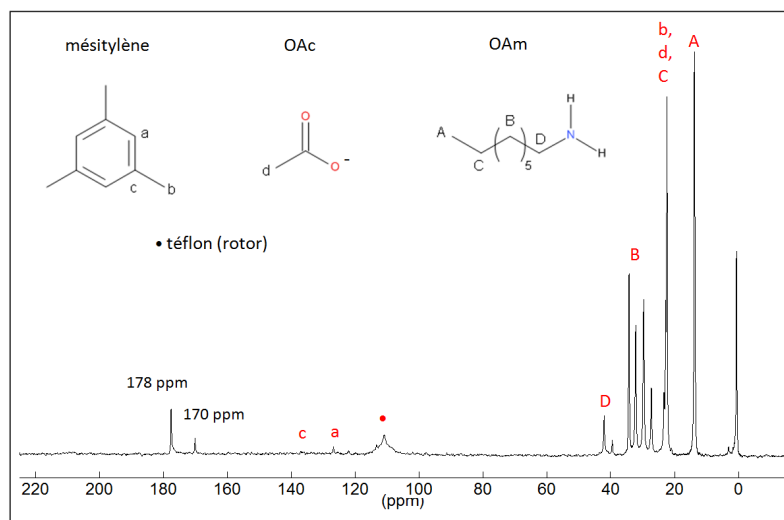 mésitylène OAc OAm
b,
d,
C
A
a
c
b
O
O
-
d
A
B
C
5
D
N
H
H
• téflon (rotor)
B
178 ppm
170 ppm
c
a
D
220 200 180 160 140 120 100 80 60 40 20 0
(ppm)